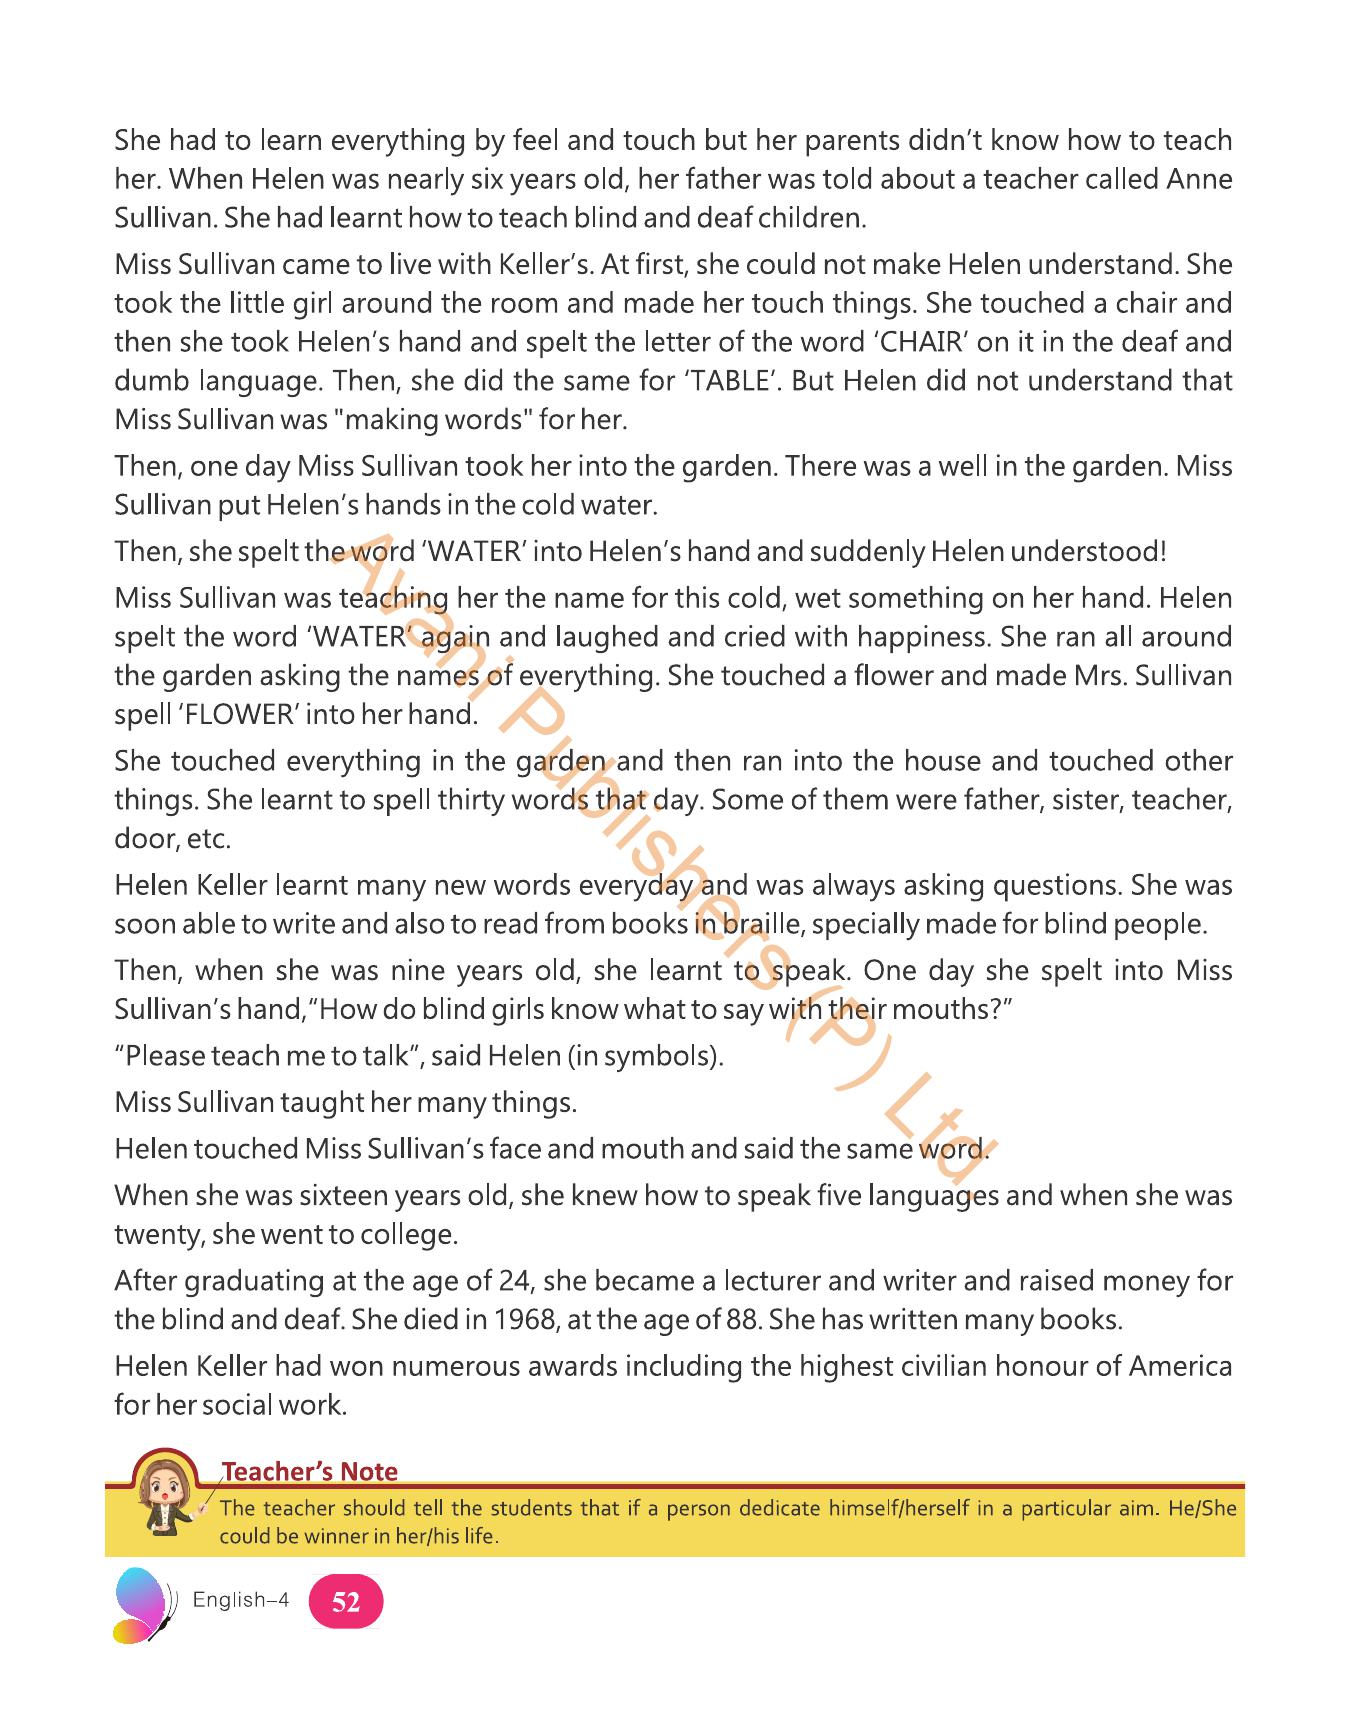 She had to learn everything by feel and touch but her parents didn’t know how to teach
her. When Helen was nearly six years old, her father was told about a teacher called Anne
Sullivan. She had learnt how to teach blind and deaf children.
Miss Sullivan came to live with Keller’s. At first, she could not make Helen understand. She
took the little girl around the room and made her touch things. She touched a chair and
then she took Helen’s hand and spelt the letter of the word ‘CHAIR’ on it in the deaf and
dumb language. Then, she did the same for ‘TABLE’. But Helen did not understand that
Miss Sullivan was "making words" for her.
Then, one day Miss Sullivan took her into the garden. There was a well in the garden. Miss
Sullivan put Helen’s hands in the cold water.
Then, she spelt the word ‘WATER’ into Helen’s hand and suddenly Helen understood!
Miss Sullivan was teaching her the name for this cold, wet something on her hand. Helen
spelt the word ‘WATER’ again and laughed and cried with happiness. She ran all around
the garden asking the names of everything. She touched a flower and made Mrs. Sullivan
spell ‘FLOWER’ into her hand.
She touched everything in the garden and then ran into the house and touched other
things. She learnt to spell thirty words that day. Some of them were father, sister, teacher,
door, etc.
Helen Keller learnt many new words everyday and was always asking questions. She was
soon able to write and also to read from books in braille, specially made for blind people.
Then, when she was nine years old, she learnt to speak. One day she spelt into Miss
Sullivan’s hand,“How do blind girls know what to say with their mouths?”
“Please teach me to talk”, said Helen (in symbols).
Miss Sullivan taught her many things.
Helen touched Miss Sullivan’s face and mouth and said the same word.
When she was sixteen years old, she knew how to speak five languages and when she was
twenty, she went to college.
After graduating at the age of 24, she became a lecturer and writer and raised money for
the blind and deaf. She died in 1968, at the age of 88. She has written many books.
Helen Keller had won numerous awards including the highest civilian honour of America
for her social work.
Avani Publishers (P) Ltd.
Teacher’s Note
The teacher should tell the students that if a person dedicate himself/herself in a particular aim. He/She
could be winner in her/his life.
English–4
52